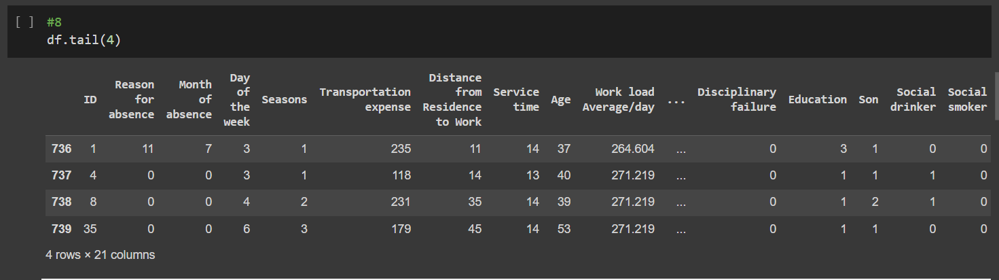 [ ] #8
df.tail(4)
ID Reason for absence Month of absence Day of the week Seasons Transportation expense Distance from Residence to Work Service time Age Work load Average/day ... Disciplinary failure Education Son Social drinker Social smoker
736 1 11 7 3 1 235 11 14 37 264.604 ... 0 3 1 0 0
737 4 0 0 3 1 118 14 13 40 271.219 ... 0 1 1 1 0
738 8 0 0 4 2 231 35 14 39 271.219 ... 0 1 2 1 0
739 35 0 0 6 3 179 45 14 53 271.219 ... 0 1 1 0 0
4 rows × 21 columns